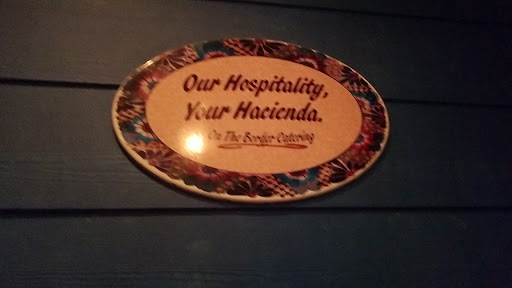 Our Hospitality,
Your Hacienda.
On The Border Catering